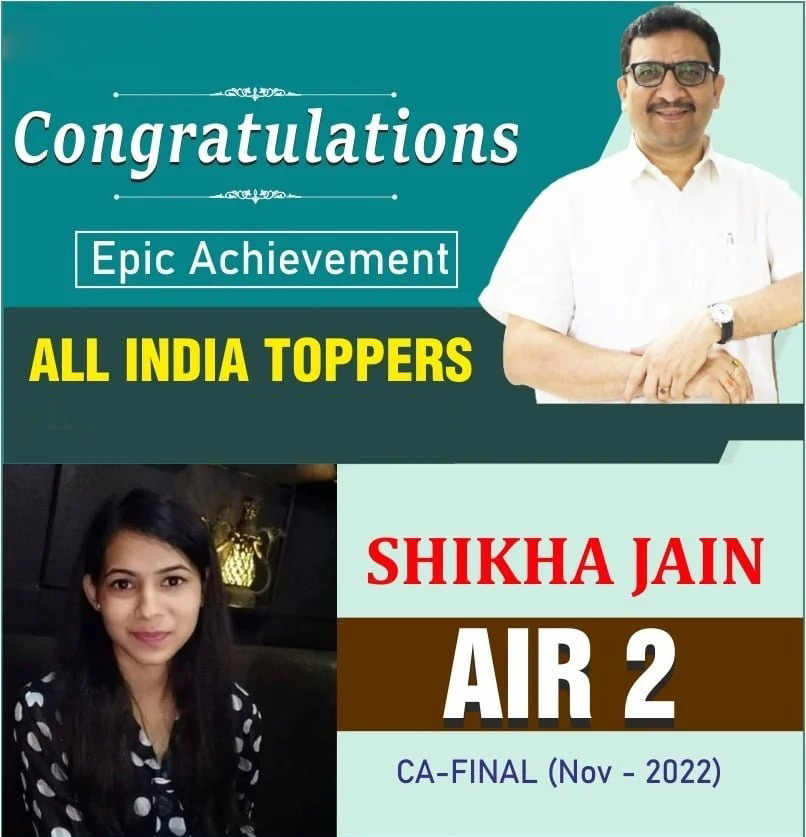 Congratulations
Epic Achievement
ALL INDIA TOPPERS
SHIKHA JAIN
AIR 2
CA-FINAL (Nov - 2022)